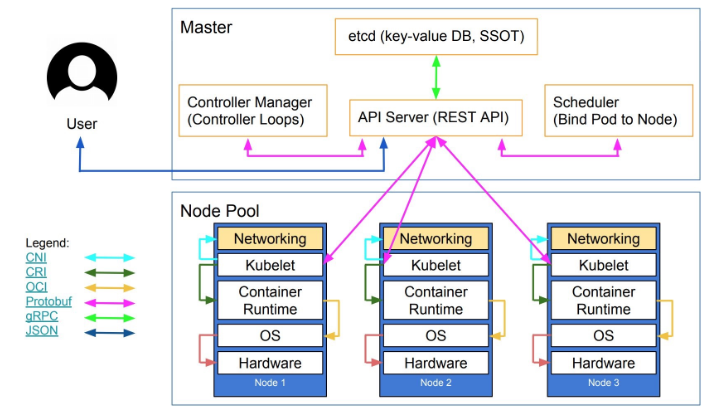 Master
etcd (key-value DB, SSOT)
Controller Manager
(Controller Loops)
API Server (REST API)
Scheduler
(Bind Pod to Node)
User
Node Pool
Networking
Kubelet
Container
Runtime
OS
Hardware
Node 1
Networking
Kubelet
Container
Runtime
OS
Hardware
Node 2
Networking
Kubelet
Container
Runtime
OS
Hardware
Node 3
Legend:
CNI
CRI
OCI
Protobuf
gRPC
JSON